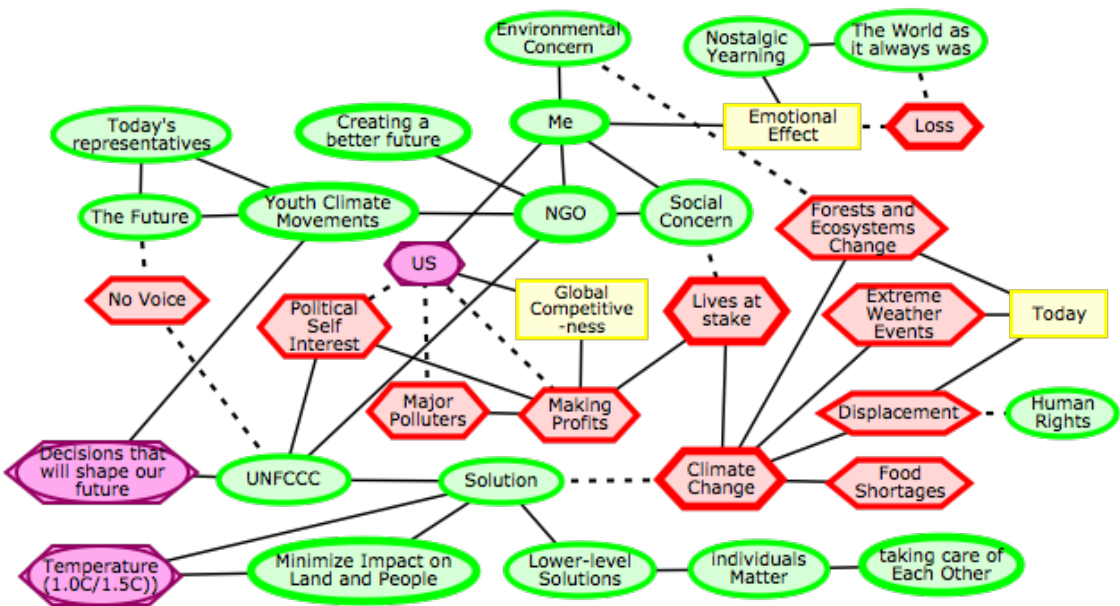 Environmental
Concern
Nostalgic
Yearning
The World as
it always was
Today's
representatives
Creating a
better future
Me
Emotional
Effect
Loss
The Future
Youth Climate
Movements
NGO
Social
Concern
Forests and
Ecosystems
Change
US
No Voice
Political
Self
Interest
Global
Competitive
-ness
Lives at
stake
Extreme
Weather
Events
Today
Major
Polluters
Making
Profits
Displacement
Human
Rights
Decisions that
will shape our
future
UNFCCC
Solution
Climate
Change
Food
Shortages
Temperature
(1.0C/1.5C))
Minimize Impact on
Land and People
Lower-level
Solutions
individuals
Matter
taking care of
Each Other